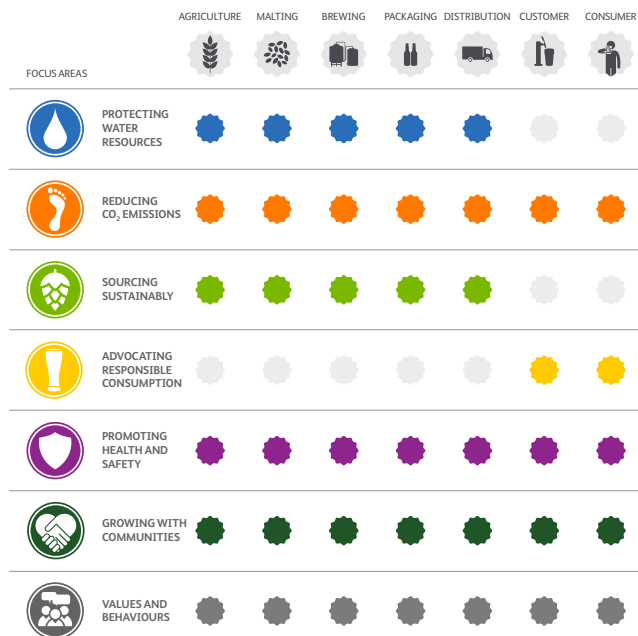 AGRICULTURE MALTING BREWING PACKAGING DISTRIBUTION CUSTOMER CONSUMER
FOCUS AREAS
PROTECTING
WATER
RESOURCES
REDUCING
CO₂ EMISSIONS
SOURCING
SUSTAINABLY
ADVOCATING
RESPONSIBLE
CONSUMPTION
PROMOTING
HEALTH AND
SAFETY
GROWING WITH
COMMUNITIES
VALUES AND
BEHAVIOURS